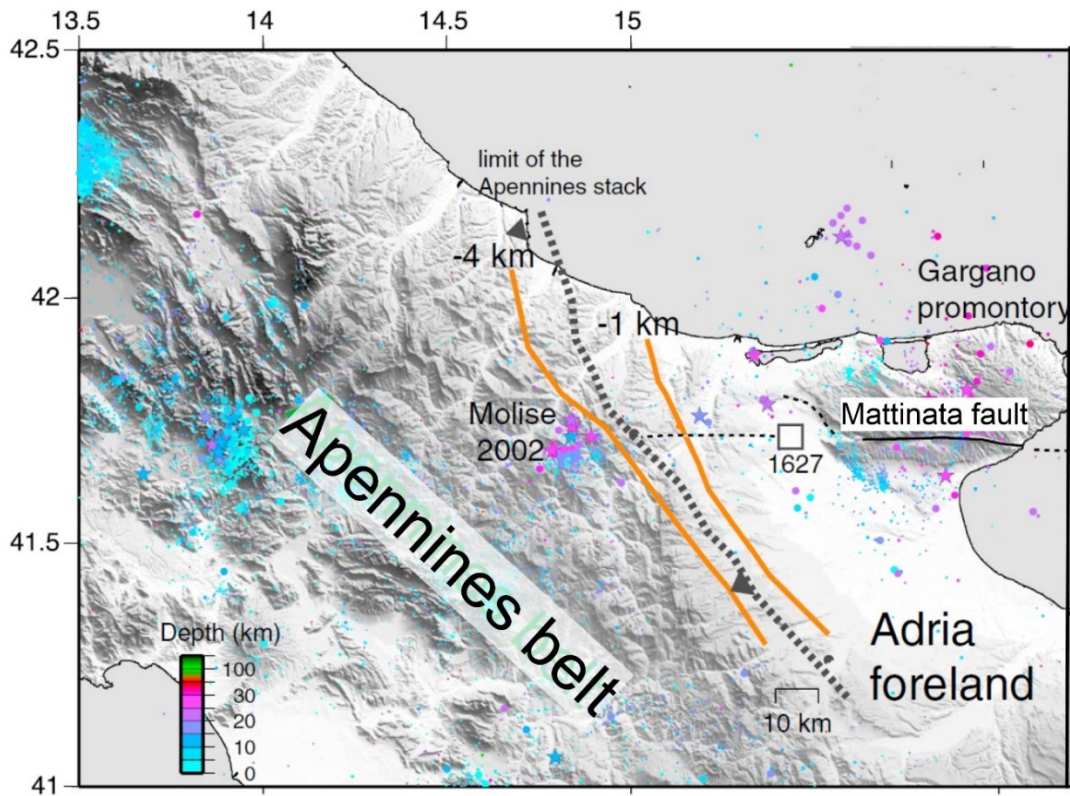 13.5 14 14.5 15
42.5
limit of the
Apennines stack
-4 km
Gargano
promontory
42
-1 km
Molise
2002
Mattinata fault
1627
Apennines belt
41.5
Adria
foreland
Depth (km)
100
30
20
10
0
10 km
41